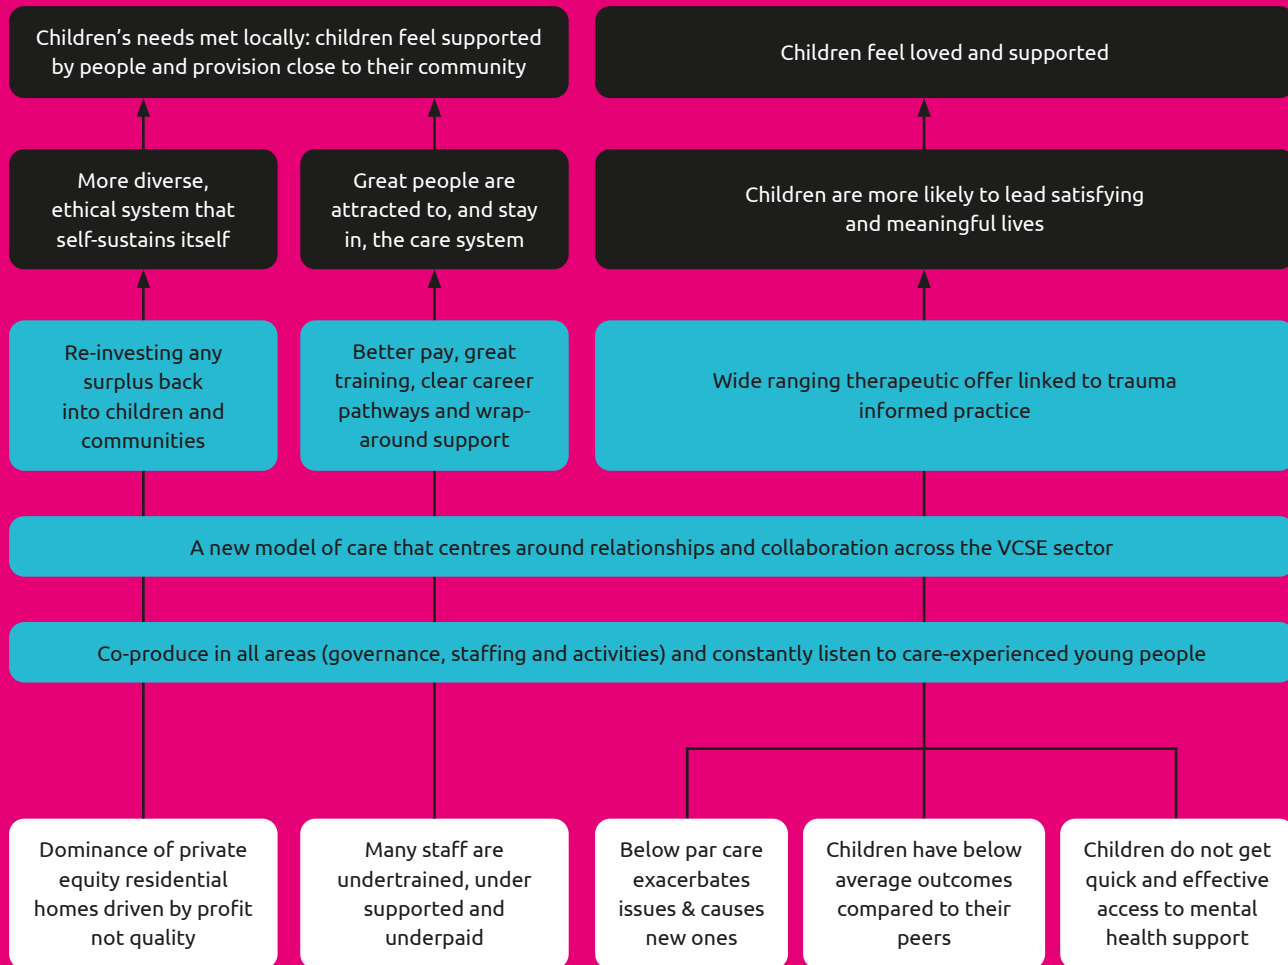 Children’s needs met locally: children feel supported
by people and provision close to their community
Children feel loved and supported
More diverse,
ethical system that
self-sustains itself
Great people are
attracted to, and stay
in, the care system
Children are more likely to lead satisfying
and meaningful lives
Re-investing any
surplus back
into children and
communities
Better pay, great
training, clear career
pathways and wrap-
around support
Wide ranging therapeutic offer linked to trauma
informed practice
A new model of care that centres around relationships and collaboration across the VCSE sector
Co-produce in all areas (governance, staffing and activities) and constantly listen to care-experienced young people
Dominance of private
equity residential
homes driven by profit
not quality
Many staff are
undertrained, under
supported and
underpaid
Below par care
exacerbates
issues & causes
new ones
Children have below
average outcomes
compared to their
peers
Children do not get
quick and effective
access to mental
health support